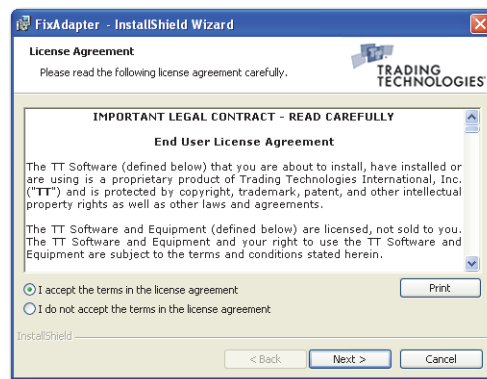 FixAdapter - InstallShield Wizard
License Agreement
Please read the following license agreement carefully.
TRADING
TECHNOLOGIES®
IMPORTANT LEGAL CONTRACT - READ CAREFULLY
End User License Agreement
The TT Software (defined below) that you are about to install, have installed or
are using is a proprietary product of Trading Technologies International, Inc.
("TT") and is protected by copyright, trademark, patent, and other intellectual
property rights as well as other laws and agreements.
The TT Software and Equipment (defined below) are licensed, not sold to you.
The TT Software and Equipment and your right to use the TT Software and
Equipment are subject to the terms and conditions stated herein.
I accept the terms in the license agreement
Print
I do not accept the terms in the license agreement
InstallShield
< Back
Next >
Cancel